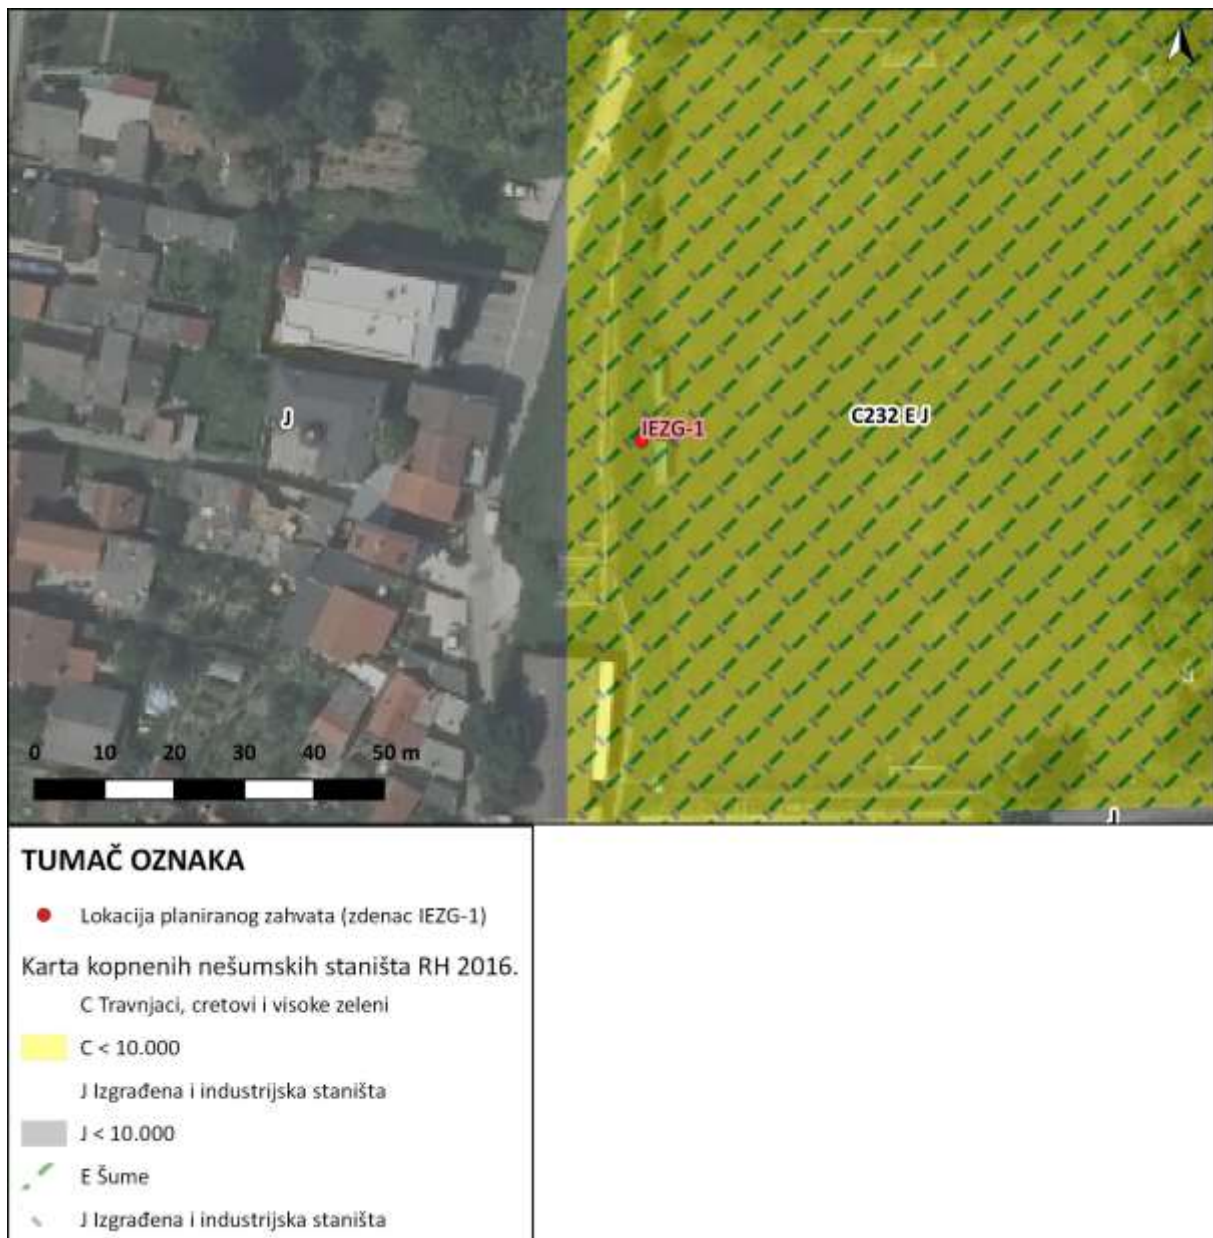 J
IEZG-1
C232 E J
0 10 20 30 40 50 m
J
TUMAČ OZNAKA
Lokacija planiranog zahvata (zdenac IEZG-1)
Karta kopnenih nešumskih staništa RH 2016.
C Travnjaci, cretovi i visoke zeleni
C < 10.000
J Izgrađena i industrijska staništa
J < 10.000
E Šume
J Izgrađena i industrijska staništa